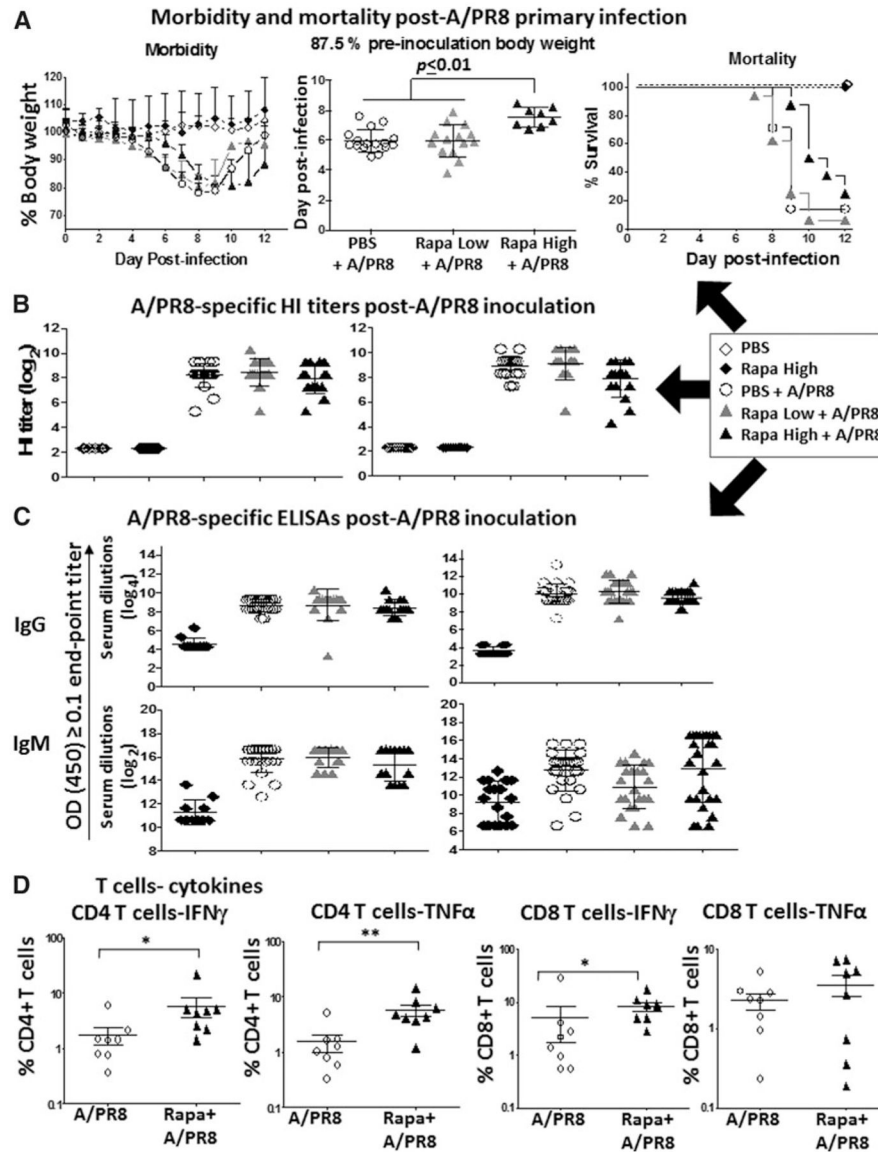 A
Morbidity and mortality post-A/PR8 primary infection
Morbidity
% Body weight
110
100
90
80
70
0 2 4 6 8 10 12
Day Post-infection
87.5 % pre-inoculation body weight
p≤0.01
Day post-infection
10
8
6
4
2
0
PBS + A/PR8
Rapa Low + A/PR8
Rapa High + A/PR8
Mortality
% Survival
100
80
60
40
20
0
0 2 4 6 8 10 12
Day post-infection
B
A/PR8-specific HI titers post-A/PR8 inoculation
HI titer (log2)
12
10
8
6
4
2
0
12
10
8
6
4
2
0
PBS
Rapa High
PBS + A/PR8
Rapa Low + A/PR8
Rapa High + A/PR8
C
A/PR8-specific ELISAs post-A/PR8 inoculation
OD (450) ≥0.1 end-point titer
IgG
Serum dilutions (log4)
14
12
10
8
6
4
2
0
14
12
10
8
6
4
2
0
IgM
Serum dilutions (log2)
20
18
16
14
12
10
8
20
18
16
14
12
10
8
6
4
D
T cells- cytokines
CD4 T cells-IFNγ
% CD4+ T cells
100
10
1
0.1
*
A/PR8
Rapa+ A/PR8
CD4 T cells-TNFα
% CD4+ T cells
100
10
1
0.1
**
A/PR8
Rapa+ A/PR8
CD8 T cells-IFNγ
% CD8+ T cells
100
10
1
0.1
*
A/PR8
Rapa+ A/PR8
CD8 T cells-TNFα
% CD8+ T cells
10
1
0.1
A/PR8
Rapa+ A/PR8